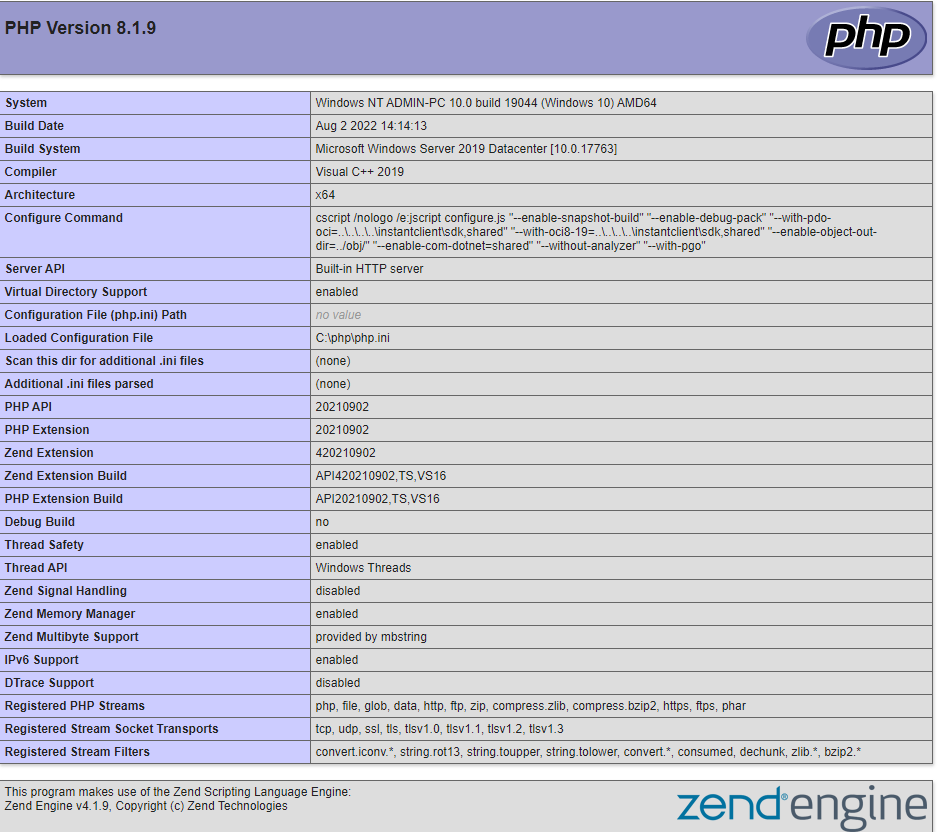 PHP Version 8.1.9
php
System Windows NT ADMIN-PC 10.0 build 19044 (Windows 10) AMD64
Build Date Aug 2 2022 14:14:13
Build System Microsoft Windows Server 2019 Datacenter [10.0.17763]
Compiler Visual C++ 2019
Architecture x64
Configure Command cscript /nologo /e:jscript configure.js "--enable-snapshot-build" "--enable-debug-pack" "--with-pdo-
oci=..\..\..\..\instantclient\sdk,shared" "--with-oci8-19=..\..\..\..\instantclient\sdk,shared" "--enable-object-out-
dir=../obj/" "--enable-com-dotnet=shared" "--without-analyzer" "--with-pgo"
Server API Built-in HTTP server
Virtual Directory Support enabled
Configuration File (php.ini) Path no value
Loaded Configuration File C:\php\php.ini
Scan this dir for additional .ini files (none)
Additional .ini files parsed (none)
PHP API 20210902
PHP Extension 20210902
Zend Extension 420210902
Zend Extension Build API420210902,TS,VS16
PHP Extension Build API20210902,TS,VS16
Debug Build no
Thread Safety enabled
Thread API Windows Threads
Zend Signal Handling disabled
Zend Memory Manager enabled
Zend Multibyte Support provided by mbstring
IPv6 Support enabled
DTrace Support disabled
Registered PHP Streams php, file, glob, data, http, ftp, zip, compress.zlib, compress.bzip2, https, ftps, phar
Registered Stream Socket Transports tcp, udp, ssl, tls, tlsv1.0, tlsv1.1, tlsv1.2, tlsv1.3
Registered Stream Filters convert.iconv.*, string.rot13, string.toupper, string.tolower, convert.*, consumed, dechunk, zlib.*, bzip2.*
This program makes use of the Zend Scripting Language Engine:
Zend Engine v4.1.9, Copyright (c) Zend Technologies
zend® engine